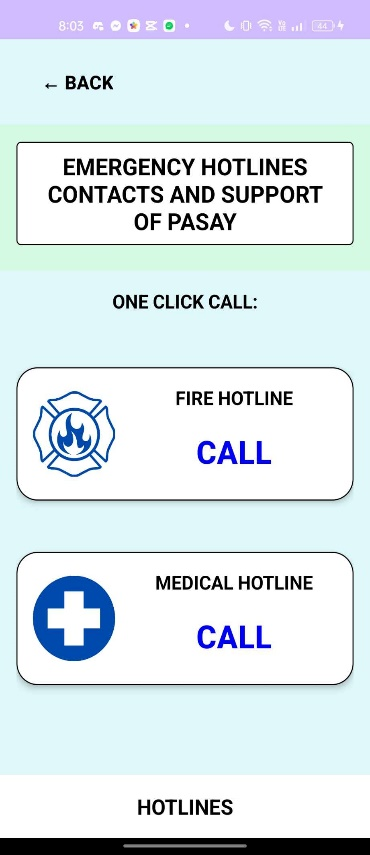 8:03
44
← BACK
EMERGENCY HOTLINES
CONTACTS AND SUPPORT
OF PASAY
ONE CLICK CALL:
FIRE HOTLINE
CALL
MEDICAL HOTLINE
CALL
HOTLINES